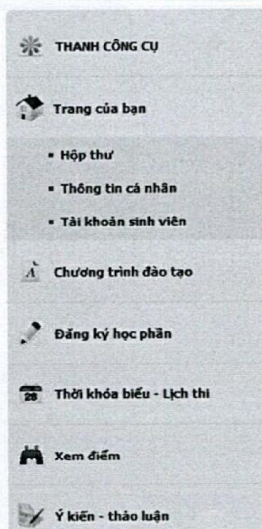 THANH CÔNG CỤ
Trang của bạn
Hộp thư
Thông tin cá nhân
Tài khoản sinh viên
Chương trình đào tạo
Đăng ký học phần
28
Thời khóa biểu - Lịch thi
Xem điểm
Ý kiến - thảo luận